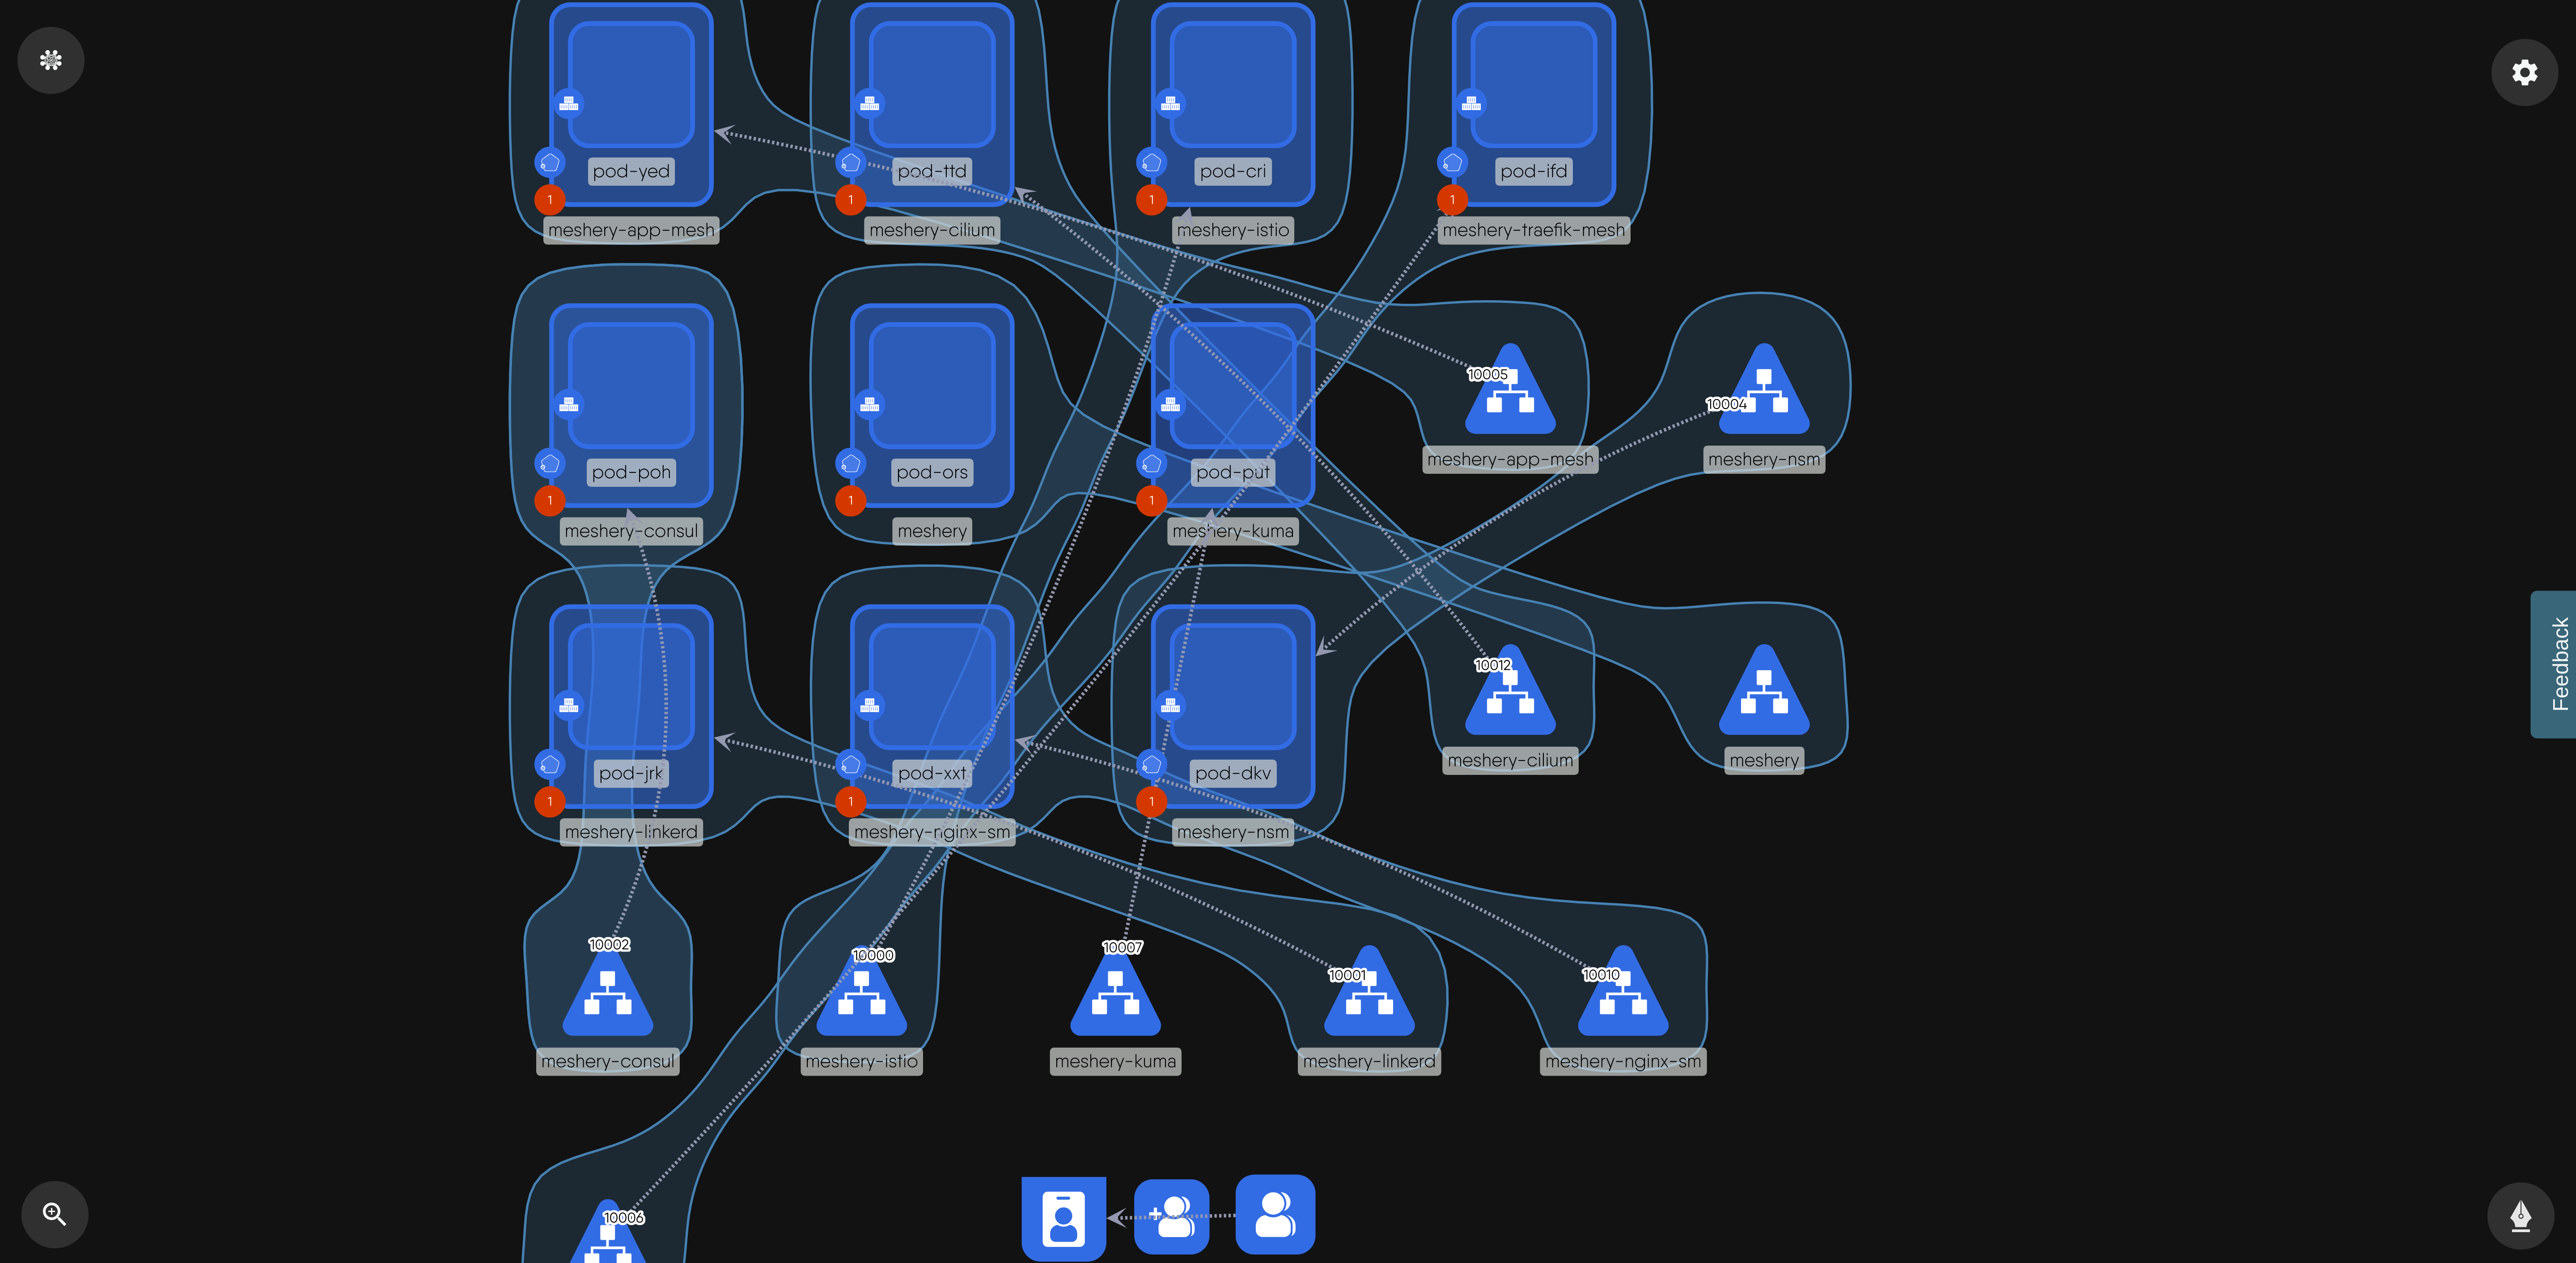 pod-yed
pod-ttd
pod-cri
pod-ifd
1
1
1
1
meshery-app-mesh
meshery-cilium
meshery-istio
meshery-traefik-mesh
10005
10004
pod-poh
pod-ors
pod-put
meshery-app-mesh
meshery-nsm
1
1
1
meshery-consul
meshery
meshery-kuma
10012
Feedback
pod-jrk
pod-xxt
pod-dkv
meshery-cilium
meshery
1
1
1
meshery-linkerd
meshery-nginx-sm
meshery-nsm
10002
10000
10007
10001
10010
meshery-consul
meshery-istio
meshery-kuma
meshery-linkerd
meshery-nginx-sm
10006